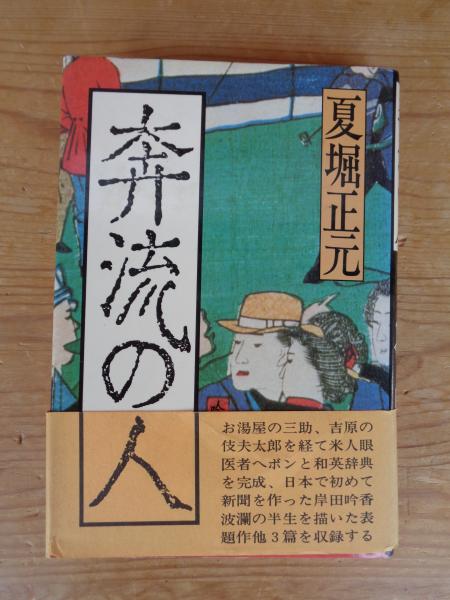 夏堀正元
奔流の人
お湯屋の三助、吉原の
伎夫太郎を経て米人眼
医者ヘボンと和英辞典
を完成、日本で初めて
新聞を作った岸田吟香
波瀾の半生を描いた表
題作他3篇を収録する